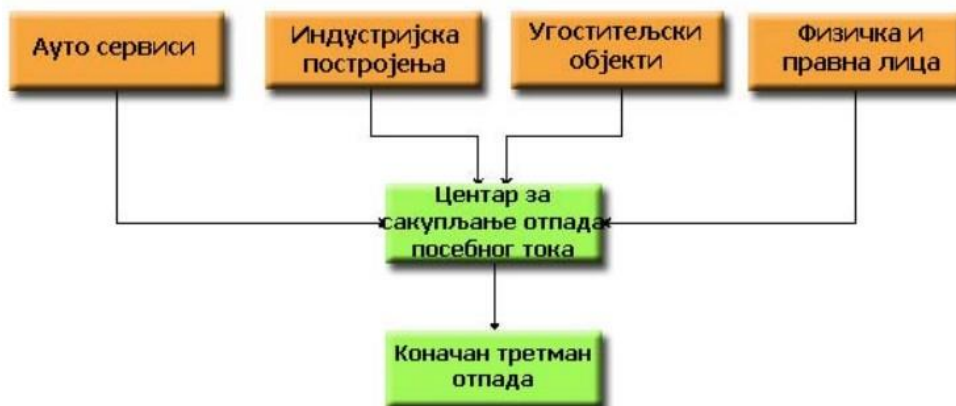 Ауто сервиси
Индустријска
постројења
Угоститељски
објекти
Физичка и
правна лица
Центар за
сакупљање отпада
посебног тока
Коначан третман
отпада